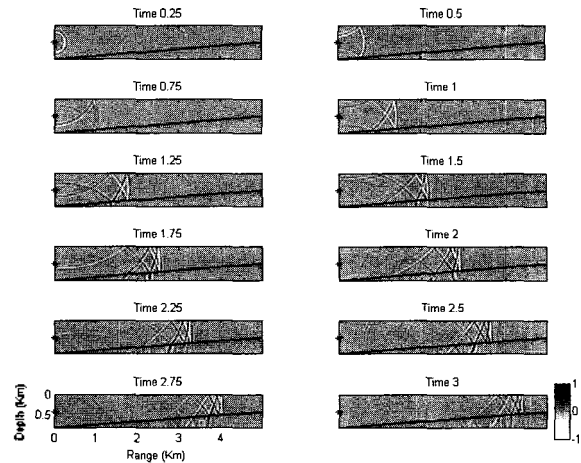 Time 0.25
Time 0.5
Time 0.75
Time 1
Time 1.25
Time 1.5
Time 1.75
Time 2
Time 2.25
Time 2.5
Time 2.75
Time 3
Depth (Km)
0
0.5
0 1 2 3 4
Range (Km)
1
0
-1